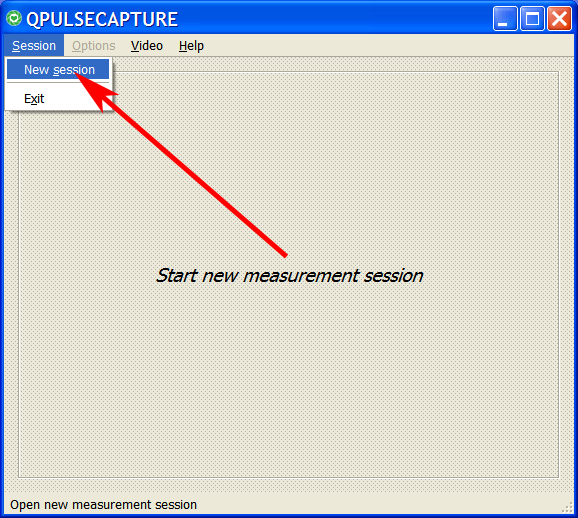 QPULSECAPTURE
Session Options Video Help
New session
Exit
Start new measurement session
Open new measurement session